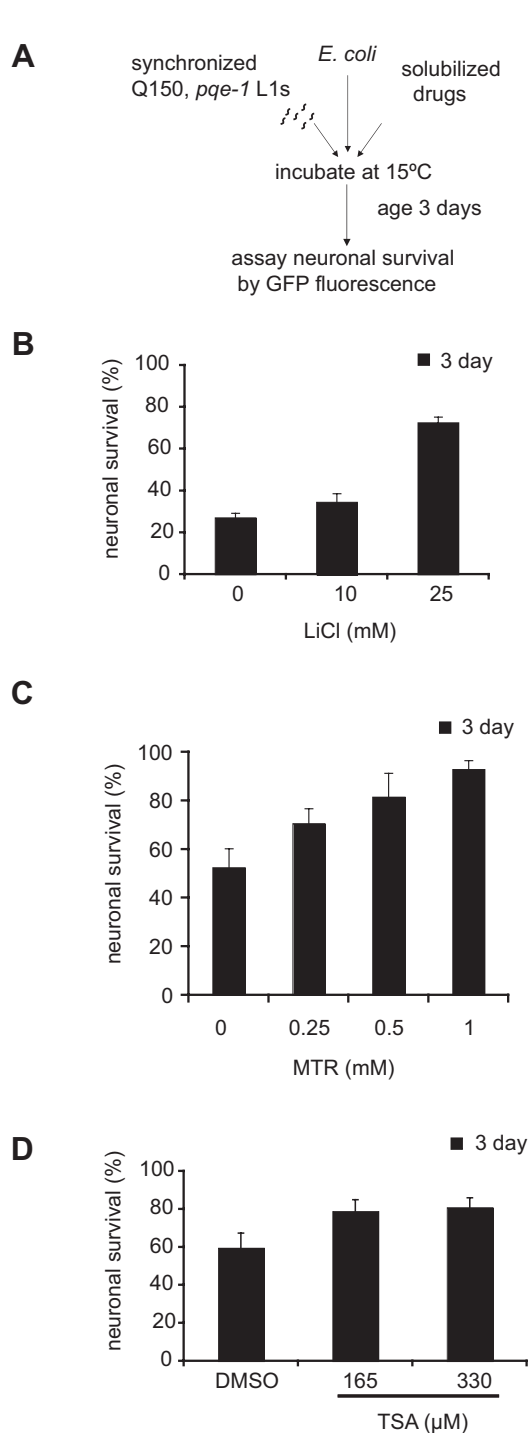 A
synchronized
Q150, pqe-1 L1s
E. coli
solubilized
drugs
incubate at 15ºC
age 3 days
assay neuronal survival
by GFP fluorescence
B
neuronal survival (%)
100
80
60
40
20
0
3 day
0 10 25
LiCl (mM)
C
neuronal survival (%)
100
80
60
40
20
0
3 day
0 0.25 0.5 1
MTR (mM)
D
neuronal survival (%)
100
80
60
40
20
0
3 day
DMSO 165 330
TSA (µM)